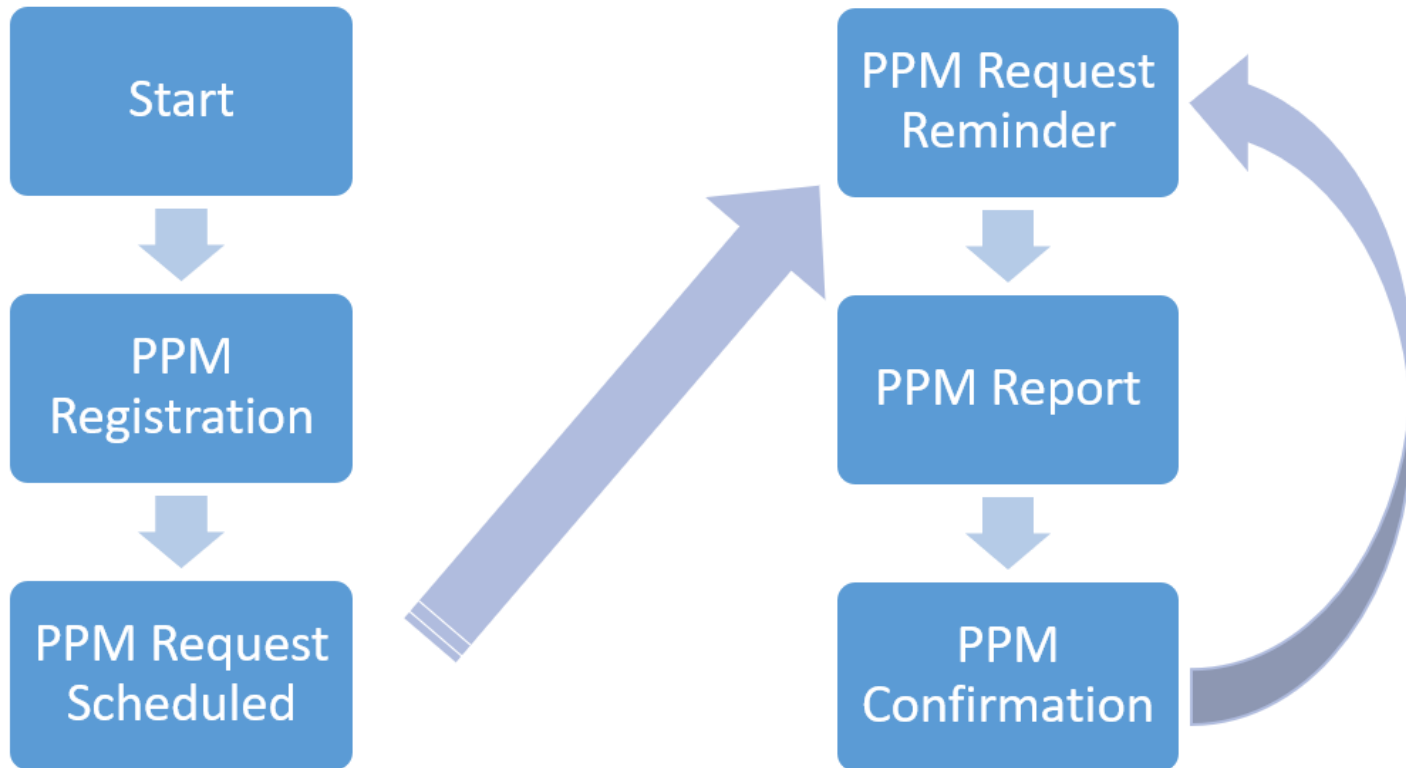 Start
PPM
Registration
PPM Request
Scheduled
PPM Request
Reminder
PPM Report
PPM
Confirmation